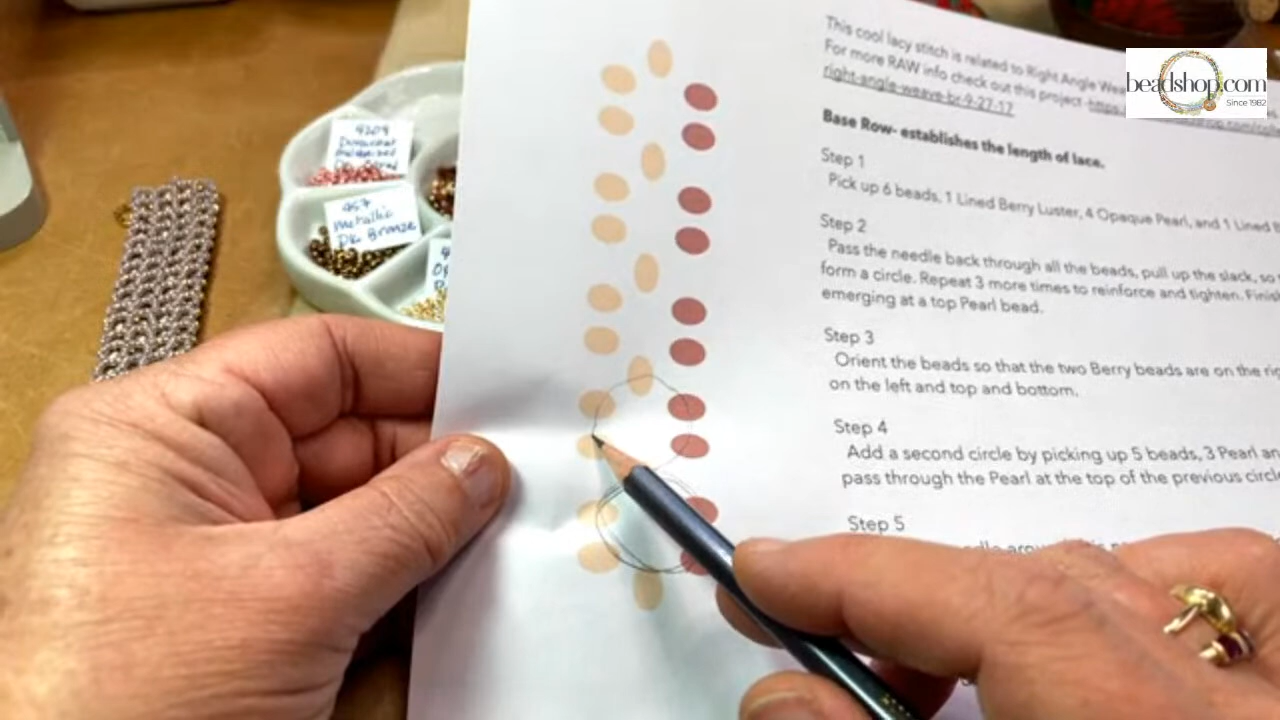 beadshop.com
Since 1982
This cool lacy stitch is related to Right Angle Wea
For more RAW info check out this project -https:
right-angle-weave-br-9-27-17
Base Row- establishes the length of lace.
Step 1
Pick up 6 beads, 1 Lined Berry Luster, 4 Opaque Pearl, and 1 Lined B
Step 2
Pass the needle back through all the beads, pull up the slack, so
form a circle. Repeat 3 more times to reinforce and tighten. Finis
emerging at a top Pearl bead.
Step 3
Orient the beads so that the two Berry beads are on the rig
on the left and top and bottom.
Step 4
Add a second circle by picking up 5 beads, 3 Pearl an
pass through the Pearl at the top of the previous circl
Step 5
4209
457
Metallic
Dk Bronze